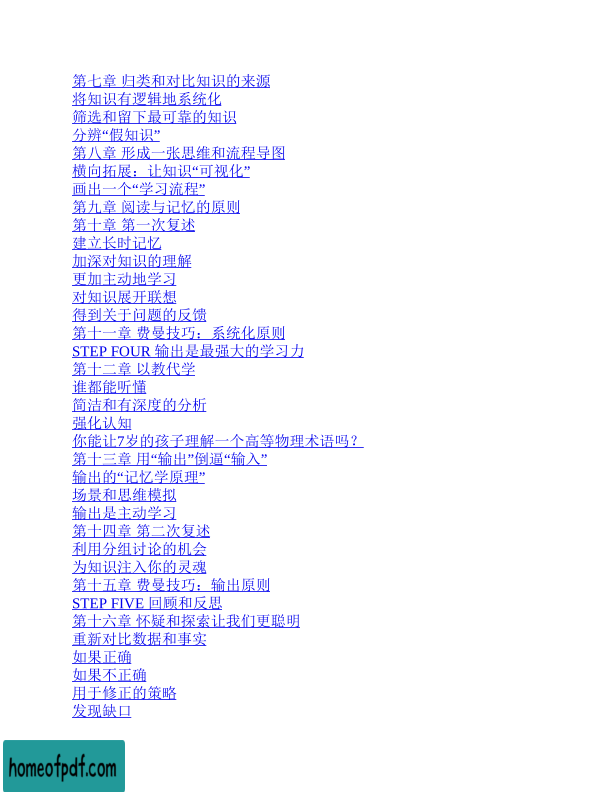 第七章 归类和对比知识的来源
将知识有逻辑地系统化
筛选和留下最可靠的知识
分辨“假知识”
第八章 形成一张思维和流程导图
横向拓展：让知识“可视化”
画出一个“学习流程”
第九章 阅读与记忆的原则
第十章 第一次复述
建立长时记忆
加深对知识的理解
更加主动地学习
对知识展开联想
得到关于问题的反馈
第十一章 费曼技巧：系统化原则
STEP FOUR 输出是最强大的学习力
第十二章 以教代学
谁都能听懂
简洁和有深度的分析
强化认知
你能让7岁的孩子理解一个高等物理术语吗？
第十三章 用“输出”倒逼“输入”
输出的“记忆学原理”
场景和思维模拟
输出是主动学习
第十四章 第二次复述
利用分组讨论的机会
为知识注入你的灵魂
第十五章 费曼技巧：输出原则
STEP FIVE 回顾和反思
第十六章 怀疑和探索让我们更聪明
重新对比数据和事实
如果正确
如果不正确
用于修正的策略
发现缺口
homeofpdf.com